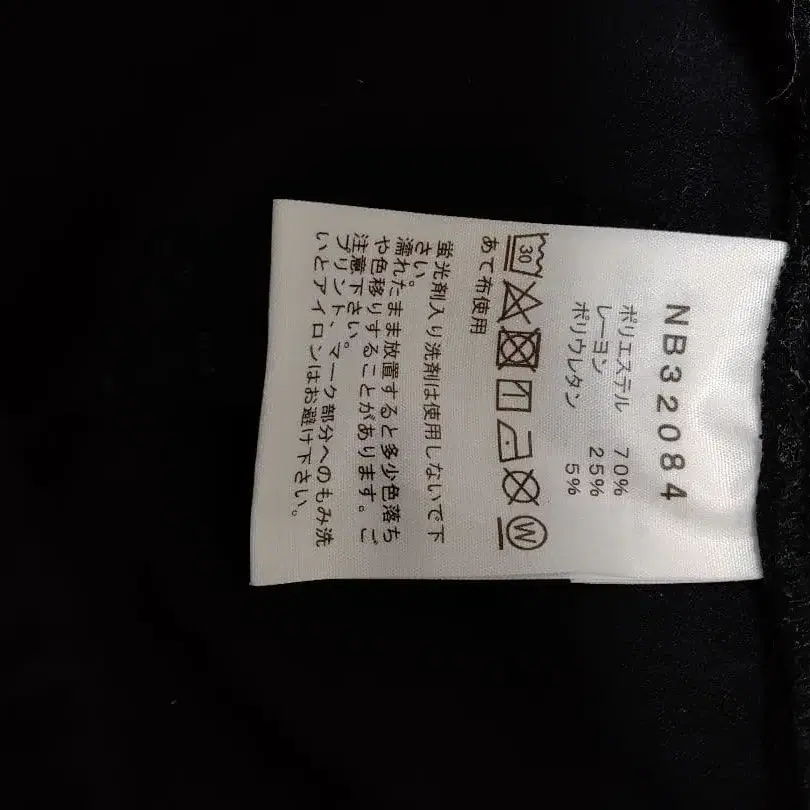 NB32084
ポリエステル 70%
レーヨン 25%
ポリウレタン 5%
30
W
あて布使用
蛍光剤入り洗剤は使用しないで下
さい。
濡れたまま放置すると多少色落ち
や色移りすることがあります。ご
注意下さい。
プリント、マーク部分へのもみ洗
いとアイロンはお避け下さい。